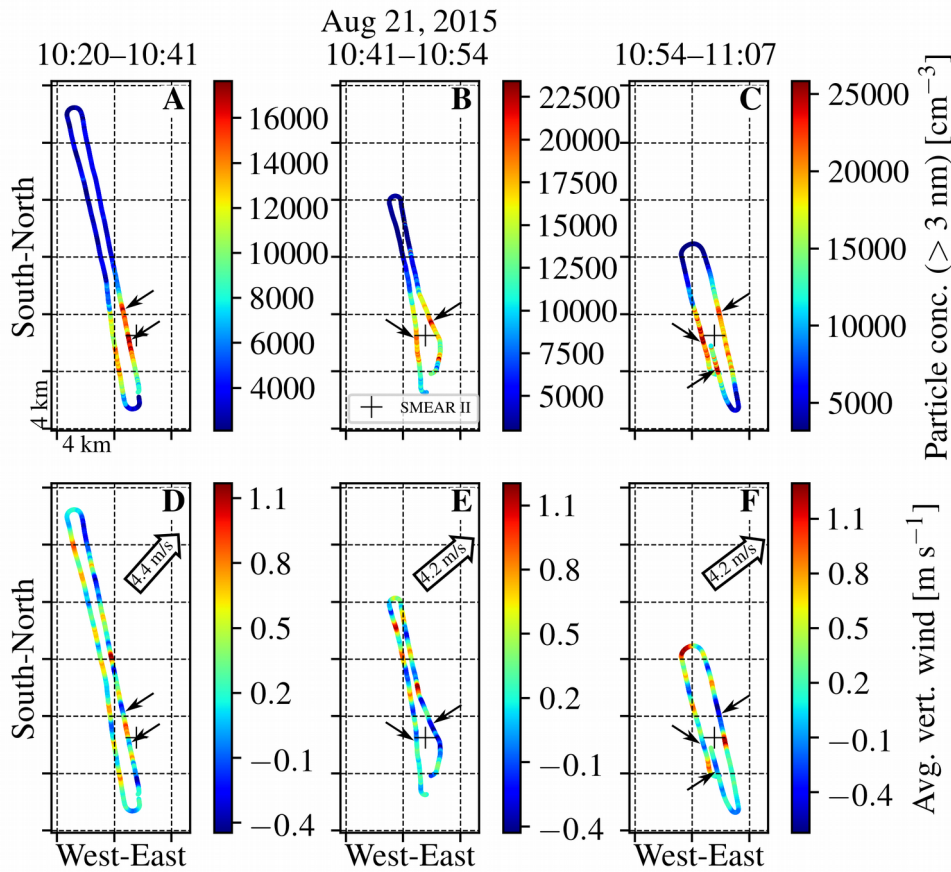 Aug 21, 2015
10:20–10:41
10:41–10:54
10:54–11:07
South-North
A
16000
14000
12000
10000
8000
6000
4000
4 km
4 km
B
22500
20000
17500
15000
12500
10000
7500
5000
SMEAR II
C
25000
20000
15000
10000
5000
Particle conc. (> 3 nm) [cm⁻³]
South-North
D
4.4 m/s
1.1
0.8
0.5
0.2
−0.1
−0.4
West-East
E
4.2 m/s
1.1
0.8
0.5
0.2
−0.1
−0.4
West-East
F
4.2 m/s
1.1
0.8
0.5
0.2
−0.1
−0.4
West-East
Avg. vert. wind [m s⁻¹]